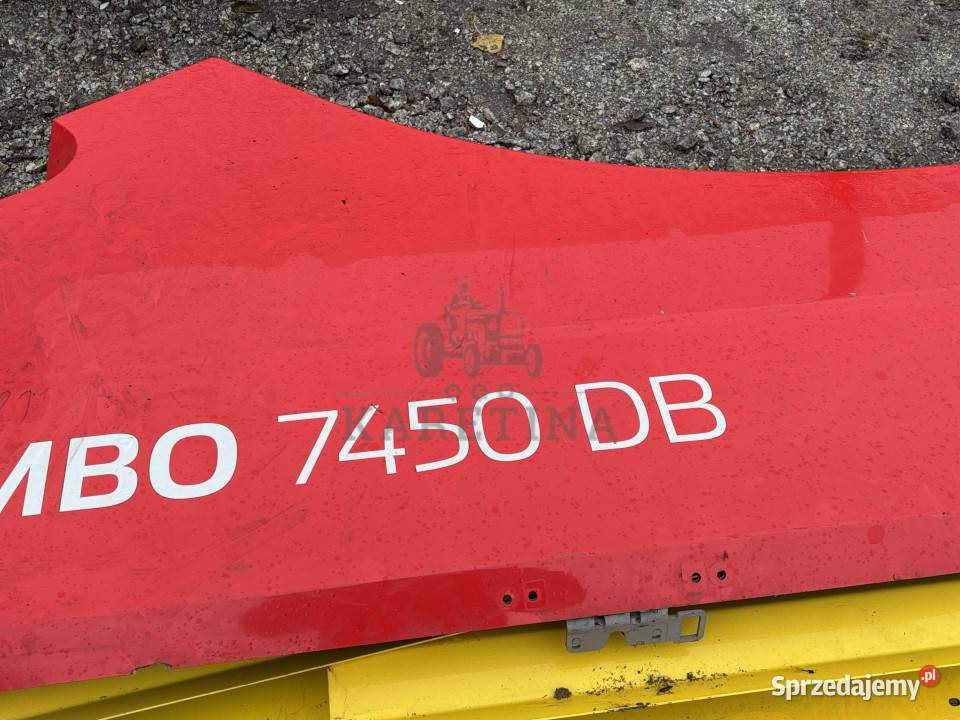 MBO 7450 DB
KARETINA
Sprzedajemy.pl